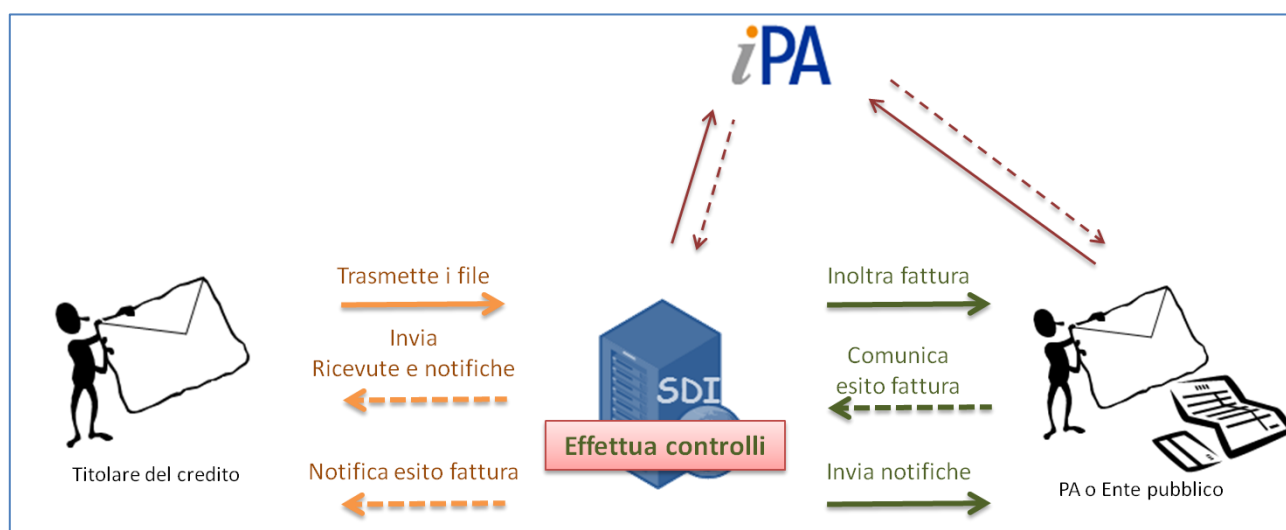 iPA
Trasmette i file
Inoltra fattura
Invia
Ricevute e notifiche
Comunica
esito fattura
SDI
Effettua controlli
Titolare del credito
Notifica esito fattura
Invia notifiche
PA o Ente pubblico